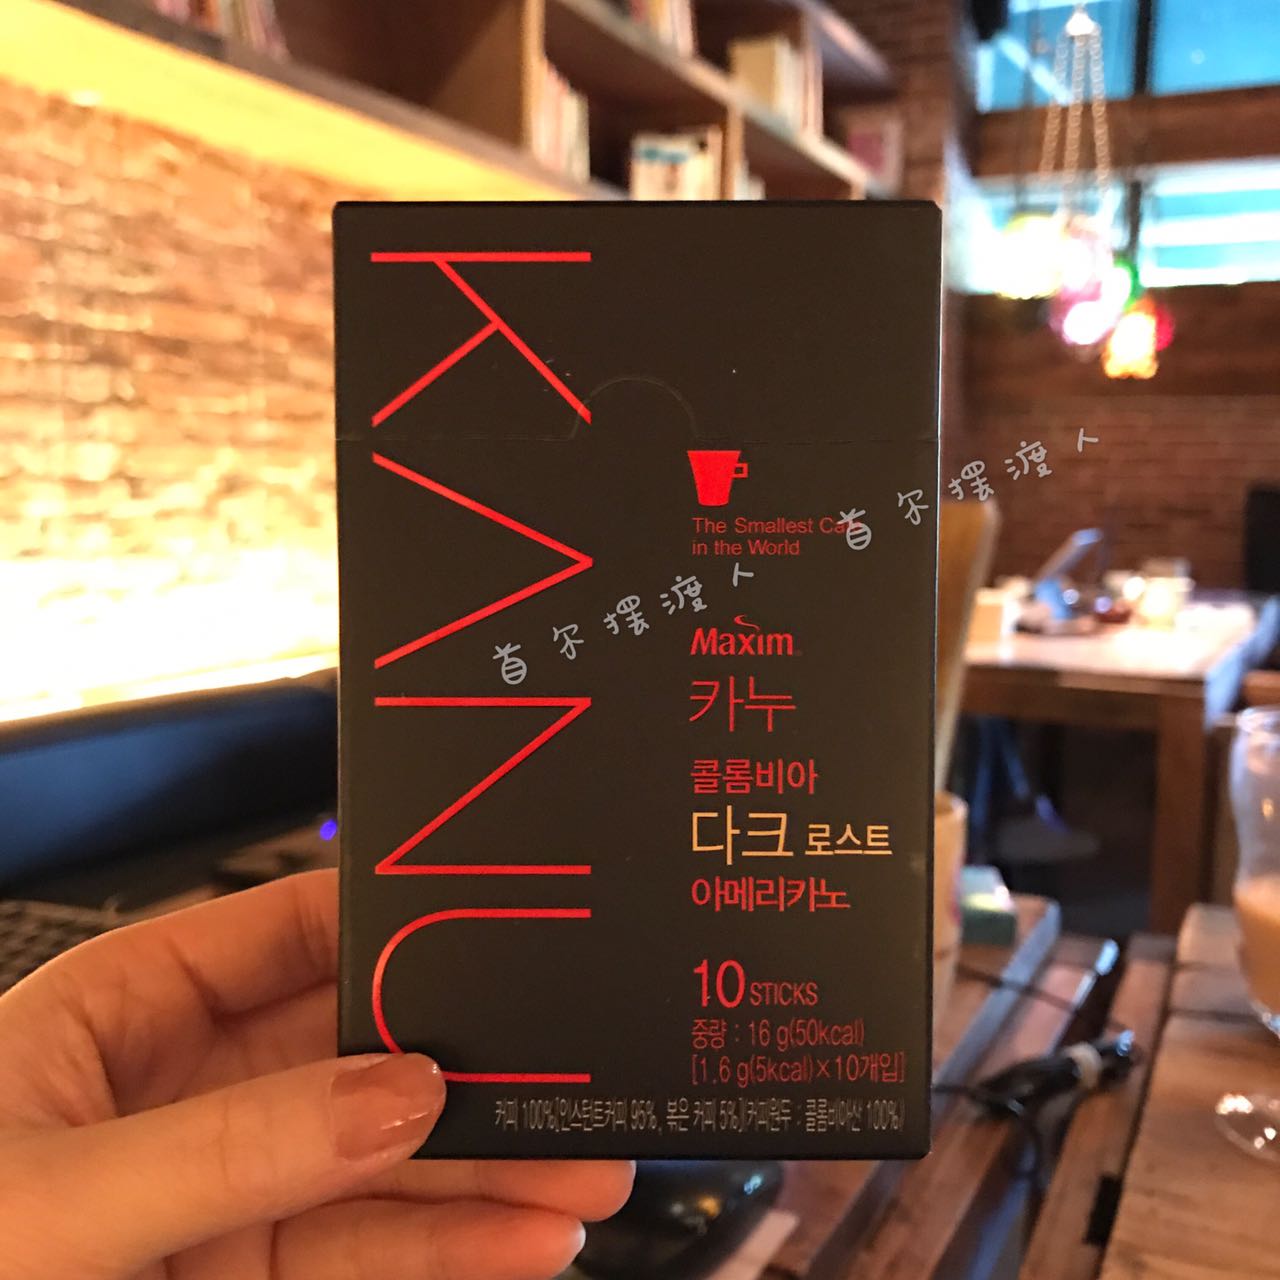 KANU
The Smallest Café
in the World
Maxim
카누
콜롬비아
다크 로스트
아메리카노
10 STICKS
중량 : 16 g(50kcal)
[1.6 g(5kcal)×10개입]
커피 100%[인스턴트커피 95%, 볶은 커피 5%](커피원두 : 콜롬비아산 100%)
首尔摆渡人
首尔摆渡人